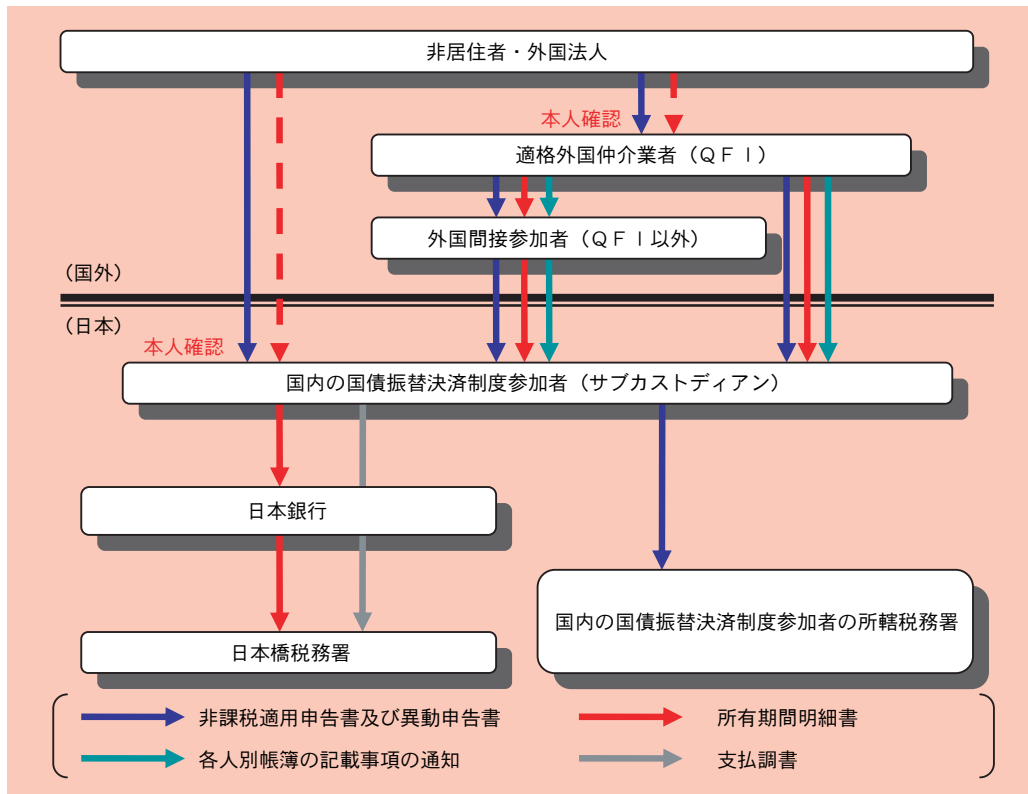 非居住者・外国法人
本人確認
適格外国仲介業者（ＱＦＩ）
外国間接参加者（ＱＦＩ以外）
（国外）
（日本）
本人確認
国内の国債振替決済制度参加者（サブカストディアン）
日本銀行
国内の国債振替決済制度参加者の所轄税務署
日本橋税務署
非課税適用申告書及び異動申告書
所有期間明細書
各人別帳簿の記載事項の通知
支払調書